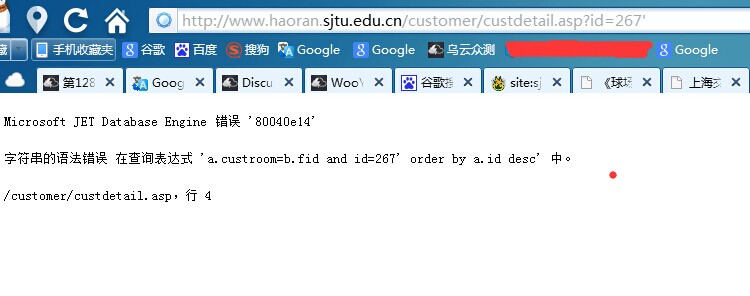 http://www.haoran.sjtu.edu.cn/customer/custdetail.asp?id=267'
藏 手机收藏夹 谷歌 百度 搜狗 Google 乌云众测 Google
第128 Goog Discu WooY 谷歌指 site:sj 《球场 上海交
Microsoft JET Database Engine 错误 '80040e14'
字符串的语法错误 在查询表达式 'a.custroom=b.fid and id=267' order by a.id desc' 中。
/customer/custdetail.asp，行 4